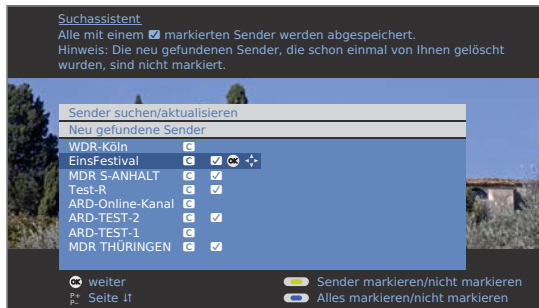 Suchassistent
Alle mit einem ☑ markierten Sender werden abgespeichert.
Hinweis: Die neu gefundenen Sender, die schon einmal von Ihnen gelöscht
wurden, sind nicht markiert.
Sender suchen/aktualisieren
Neu gefundene Sender
WDR-Köln C
EinsFestival C ✓ OK
MDR S-ANHALT C ✓
Test-R C ✓
ARD-Online-Kanal C
ARD-TEST-2 C ✓
ARD-TEST-1 C
MDR THÜRINGEN C ✓
OK weiter Sender markieren/nicht markieren
P+ P– Seite ↓↑ Alles markieren/nicht markieren